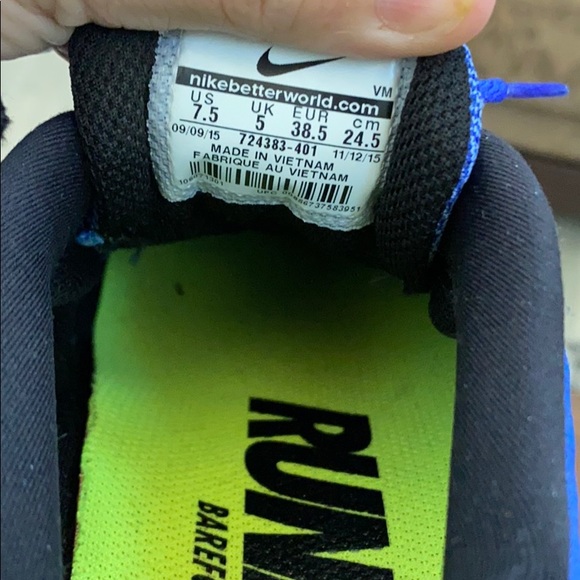 VM
nikebetterworld.com
US UK EUR cm
7.5 5 38.5 24.5
09/09/15 724383-401 11/12/15
MADE IN VIETNAM
FABRIQUE AU VIETNAM
UPC
RUN
BAREF